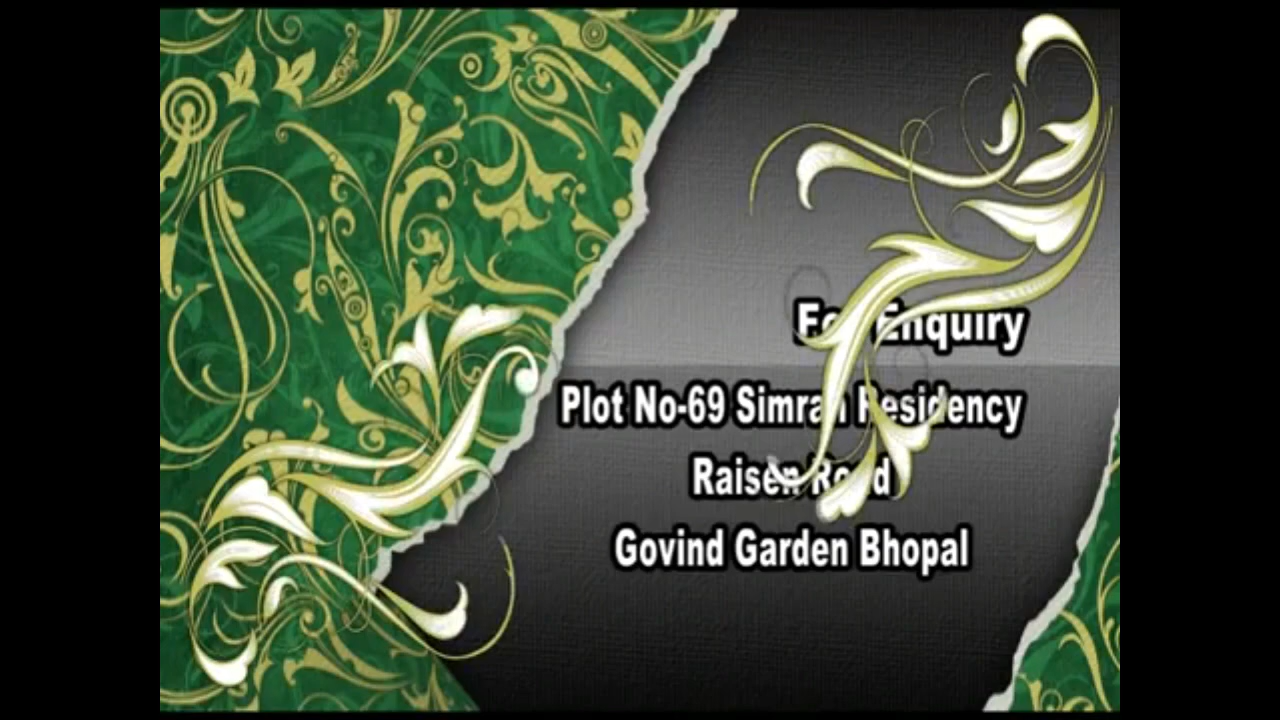 For Enquiry
Plot No-69 Simran Residency
Raisen Road
Govind Garden Bhopal